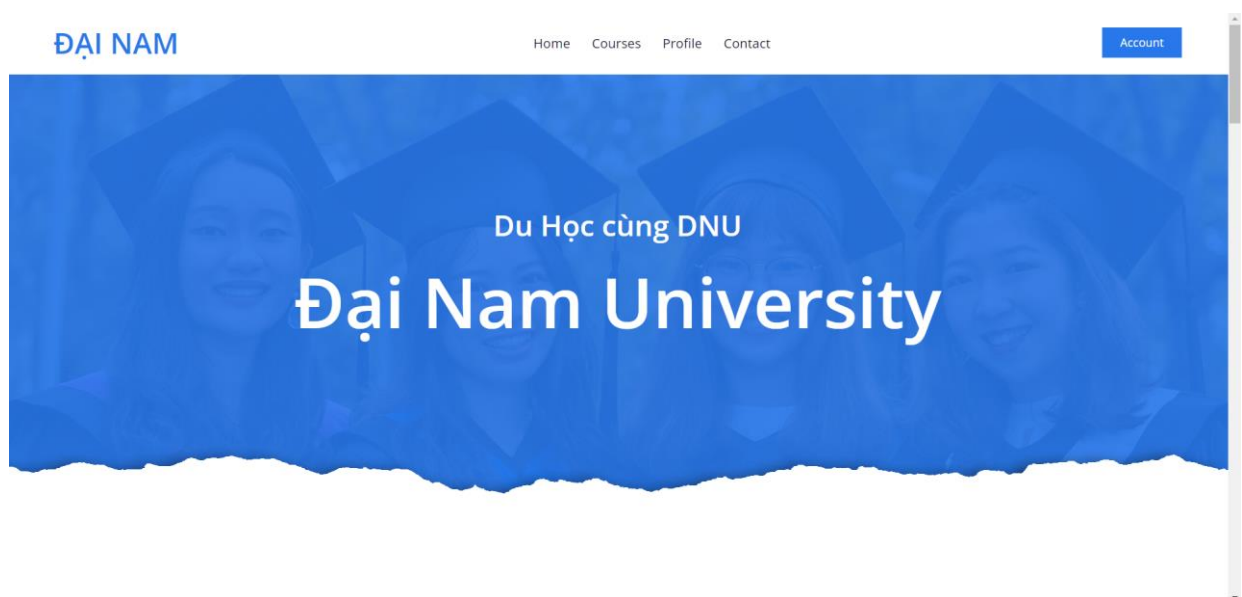 ĐẠI NAM
Home Courses Profile Contact
Account
Du Học cùng DNU
Đại Nam University